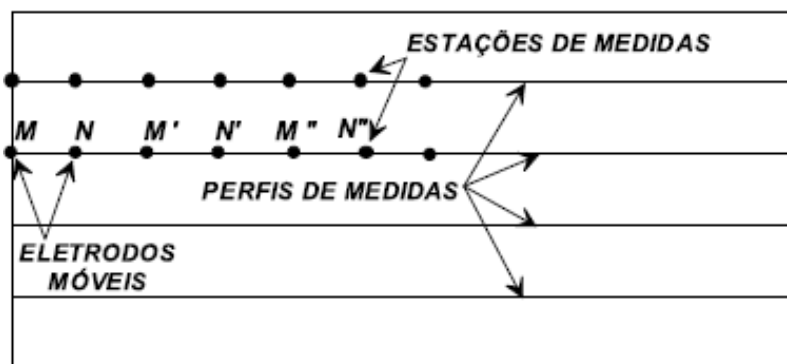 ESTAÇÕES DE MEDIDAS
M N M' N' M" N"
PERFIS DE MEDIDAS
ELETRODOS
MÓVEIS